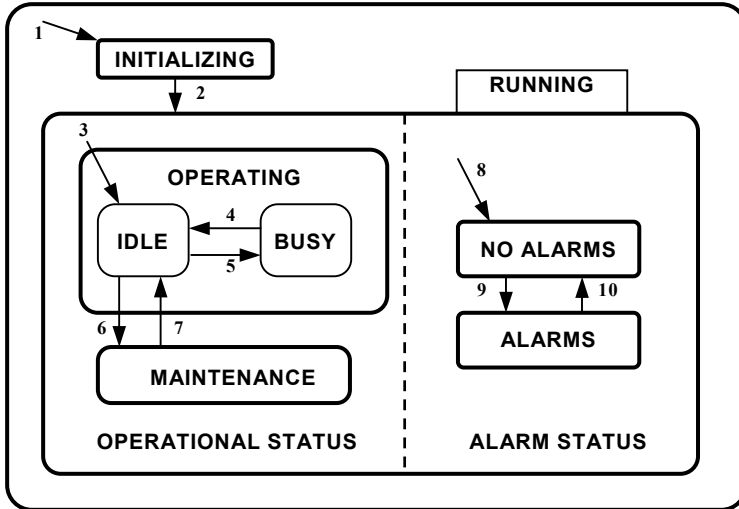 1
INITIALIZING
2
RUNNING
3
OPERATING
8
IDLE
4
BUSY
5
NO ALARMS
6
7
9
10
MAINTENANCE
ALARMS
OPERATIONAL STATUS
ALARM STATUS